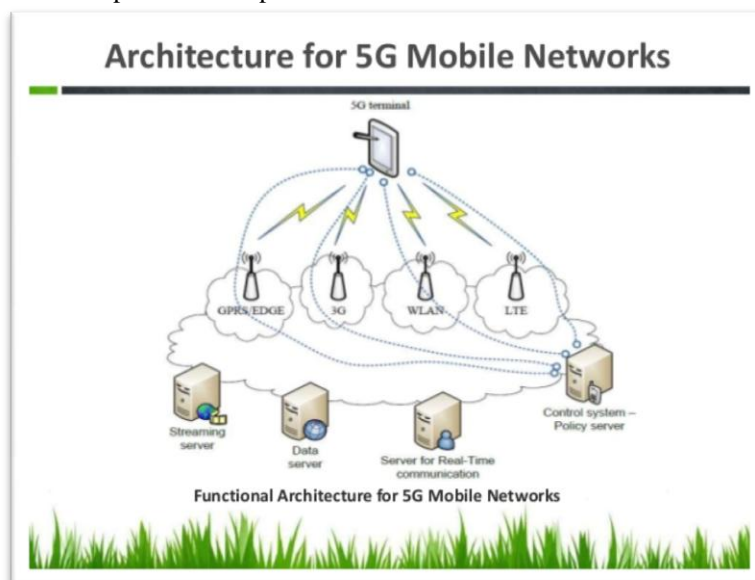 Architecture for 5G Mobile Networks
5G terminal
GPRS/EDGE
3G
WLAN
LTE
Streaming
server
Data
server
Server for Real-Time
communication
Control system –
Policy server
Functional Architecture for 5G Mobile Networks